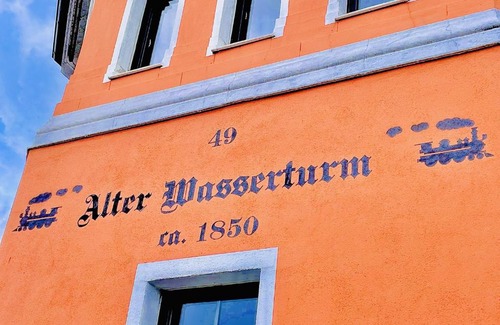 49
Alter Wasserturm
ca. 1850